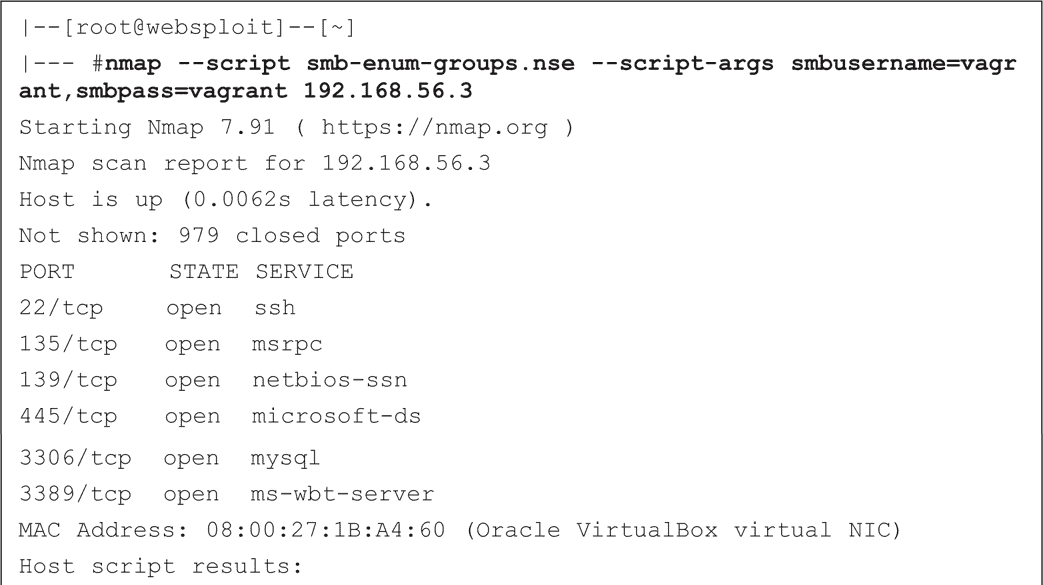 |--[root@websploit]--[~]
|--- #nmap --script smb-enum-groups.nse --script-args smbusername=vagr
ant,smbpass=vagrant 192.168.56.3
Starting Nmap 7.91 ( https://nmap.org )
Nmap scan report for 192.168.56.3
Host is up (0.0062s latency).
Not shown: 979 closed ports
PORT STATE SERVICE
22/tcp open ssh
135/tcp open msrpc
139/tcp open netbios-ssn
445/tcp open microsoft-ds
3306/tcp open mysql
3389/tcp open ms-wbt-server
MAC Address: 08:00:27:1B:A4:60 (Oracle VirtualBox virtual NIC)
Host script results: